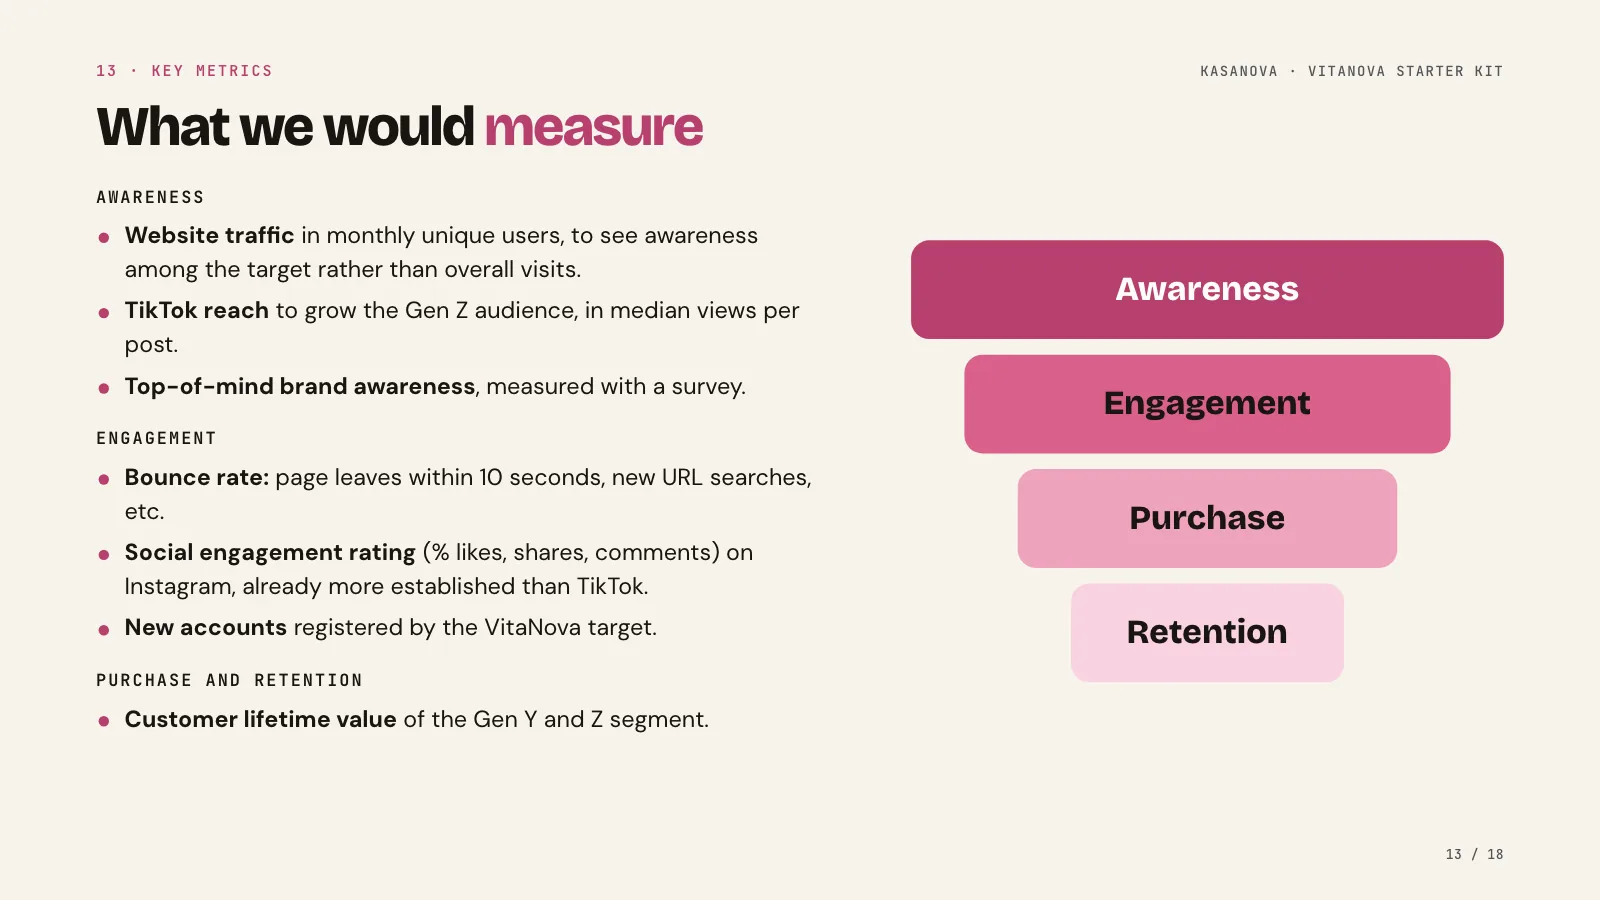 13 · KEY METRICS
KASANOVA · VITANOVA STARTER KIT
What we would measure
AWARENESS
Website traffic in monthly unique users, to see awareness
among the target rather than overall visits.
TikTok reach to grow the Gen Z audience, in median views per
post.
Top-of-mind brand awareness, measured with a survey.
ENGAGEMENT
Bounce rate: page leaves within 10 seconds, new URL searches,
etc.
Social engagement rating (% likes, shares, comments) on
Instagram, already more established than TikTok.
New accounts registered by the VitaNova target.
PURCHASE AND RETENTION
Customer lifetime value of the Gen Y and Z segment.
Awareness
Engagement
Purchase
Retention
13 / 18